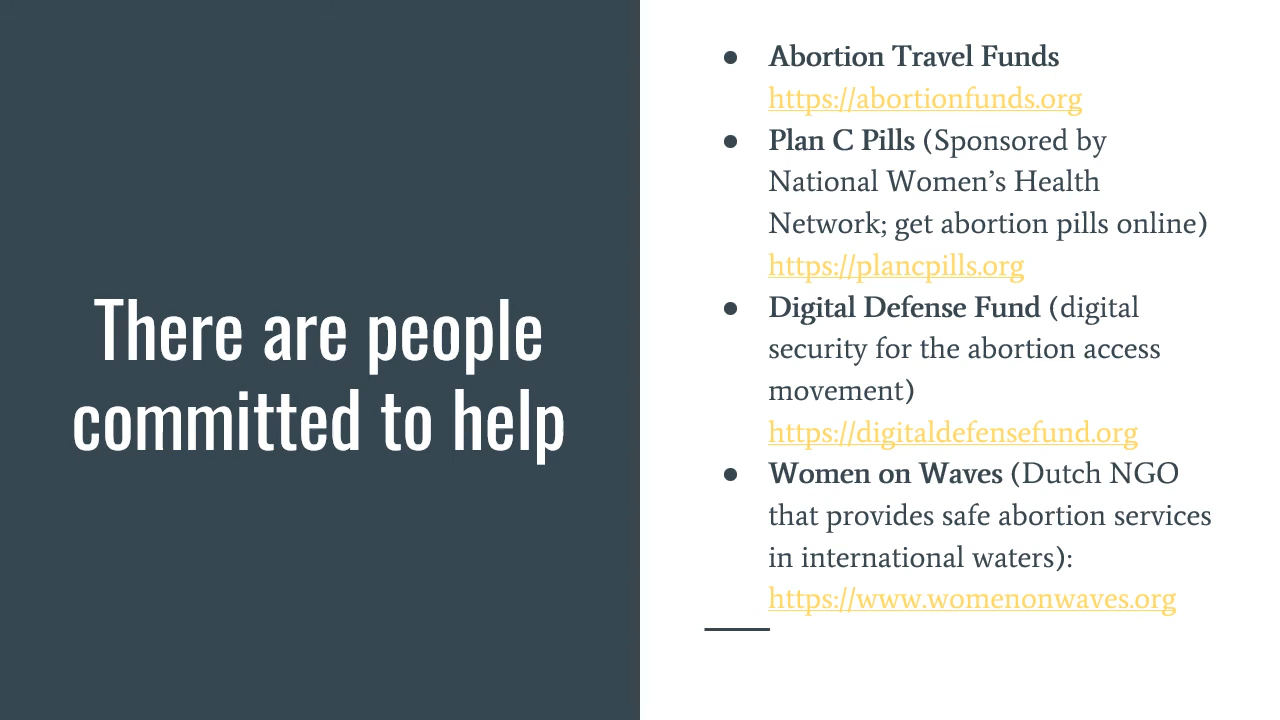 There are people
committed to help
● Abortion Travel Funds
https://abortionfunds.org
● Plan C Pills (Sponsored by
National Women’s Health
Network; get abortion pills online)
https://plancpills.org
● Digital Defense Fund (digital
security for the abortion access
movement)
https://digitaldefensefund.org
● Women on Waves (Dutch NGO
that provides safe abortion services
in international waters):
https://www.womenonwaves.org